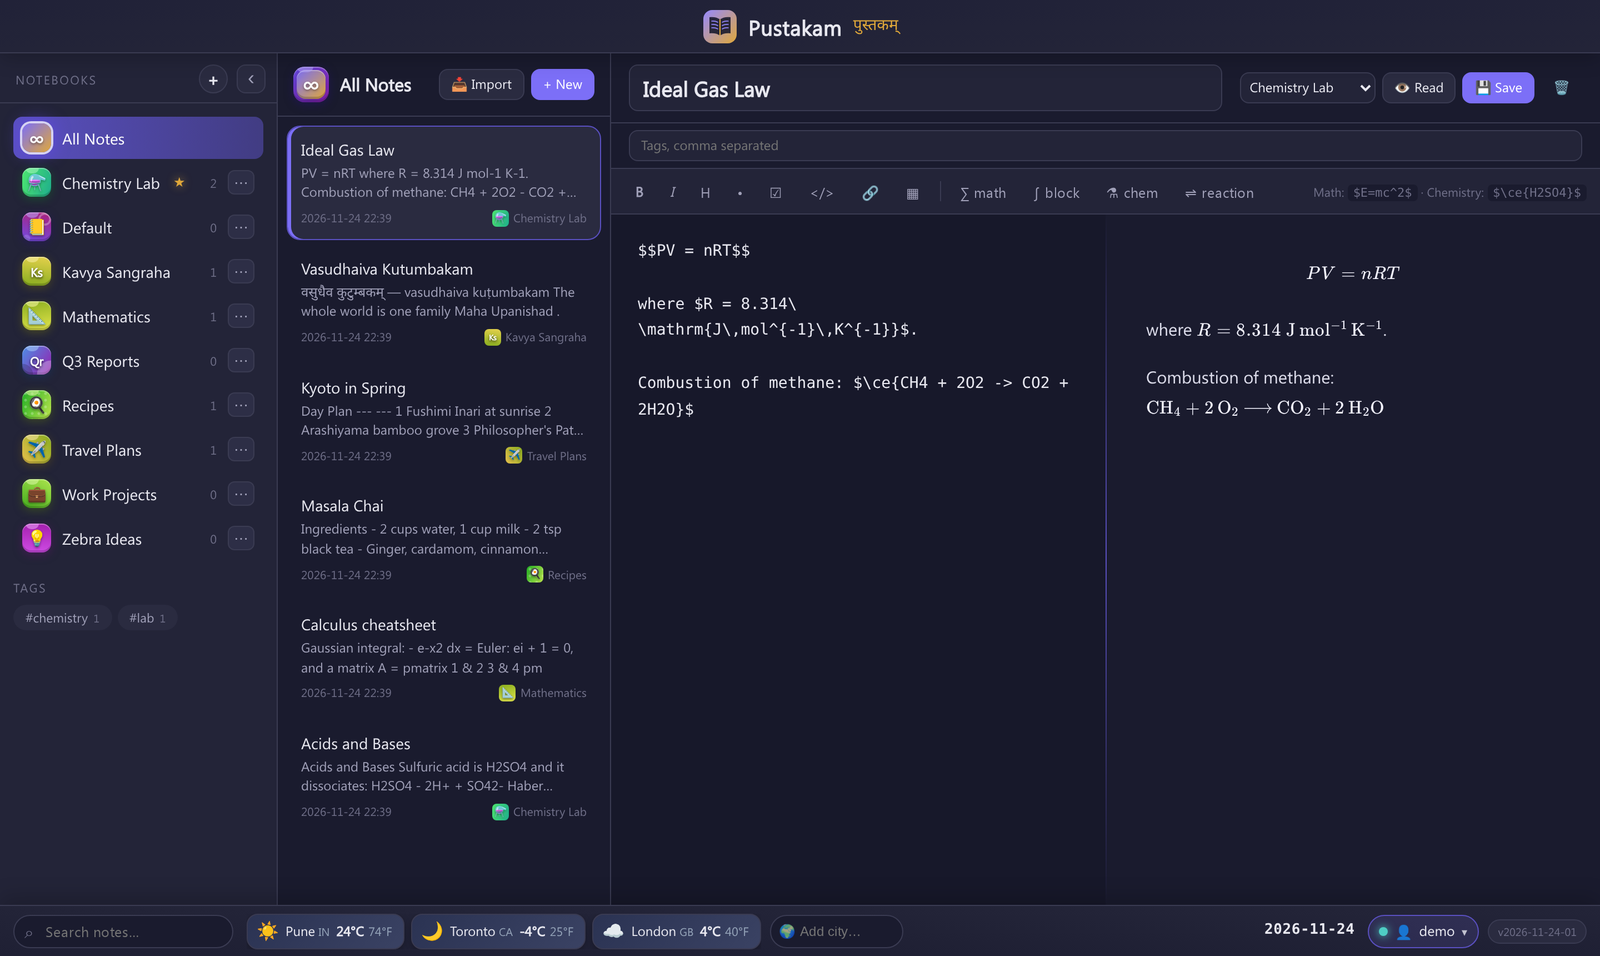 Pustakam पुस्तकम्
NOTEBOOKS
+
All Notes
Chemistry Lab ★ 2 ...
Default 0 ...
Ks Kavya Sangraha 1 ...
Mathematics 1 ...
Qr Q3 Reports 0 ...
Recipes 1 ...
Travel Plans 1 ...
Work Projects 0 ...
Zebra Ideas 0 ...
TAGS
#chemistry 1 #lab 1
∞ All Notes 📥 Import + New
Ideal Gas Law
PV = nRT where R = 8.314 J mol-1 K-1.
Combustion of methane: CH4 + 2O2 - CO2 +...
2026-11-24 22:39 Chemistry Lab
Vasudhaiva Kutumbakam
वसुधैव कुटुम्बकम् — vasudhaiva kuṭumbakam The
whole world is one family Maha Upanishad .
2026-11-24 22:39 Ks Kavya Sangraha
Kyoto in Spring
Day Plan --- --- 1 Fushimi Inari at sunrise 2
Arashiyama bamboo grove 3 Philosopher's Pat...
2026-11-24 22:39 Travel Plans
Masala Chai
Ingredients - 2 cups water, 1 cup milk - 2 tsp
black tea - Ginger, cardamom, cinnamon...
2026-11-24 22:39 Recipes
Calculus cheatsheet
Gaussian integral: - e-x2 dx = Euler: ei + 1 = 0,
and a matrix A = pmatrix 1 & 2 3 & 4 pm
2026-11-24 22:39 Mathematics
Acids and Bases
Acids and Bases Sulfuric acid is H2SO4 and it
dissociates: H2SO4 - 2H+ + SO42- Haber...
2026-11-24 22:39 Chemistry Lab
Ideal Gas Law
Chemistry Lab Read Save
Tags, comma separated
B I H • ☑ </> 🔗 ▦ ∑ math ∫ block ⚗ chem ⇌ reaction Math: $E=mc^2$ · Chemistry: $\ce{H2SO4}$
$$PV = nRT$$
where $R = 8.314\
\mathrm{J\,mol^{-1}\,K^{-1}}$.
Combustion of methane: $\ce{CH4 + 2O2 -> CO2 +
2H2O}$
PV = nRT
where R = 8.314 J mol⁻¹ K⁻¹.
Combustion of methane:
CH₄ + 2 O₂ ⟶ CO₂ + 2 H₂O
Search notes...
Pune IN 24°C 74°F
Toronto CA -4°C 25°F
London GB 4°C 40°F
Add city...
2026-11-24
demo ▾
v2026-11-24-01